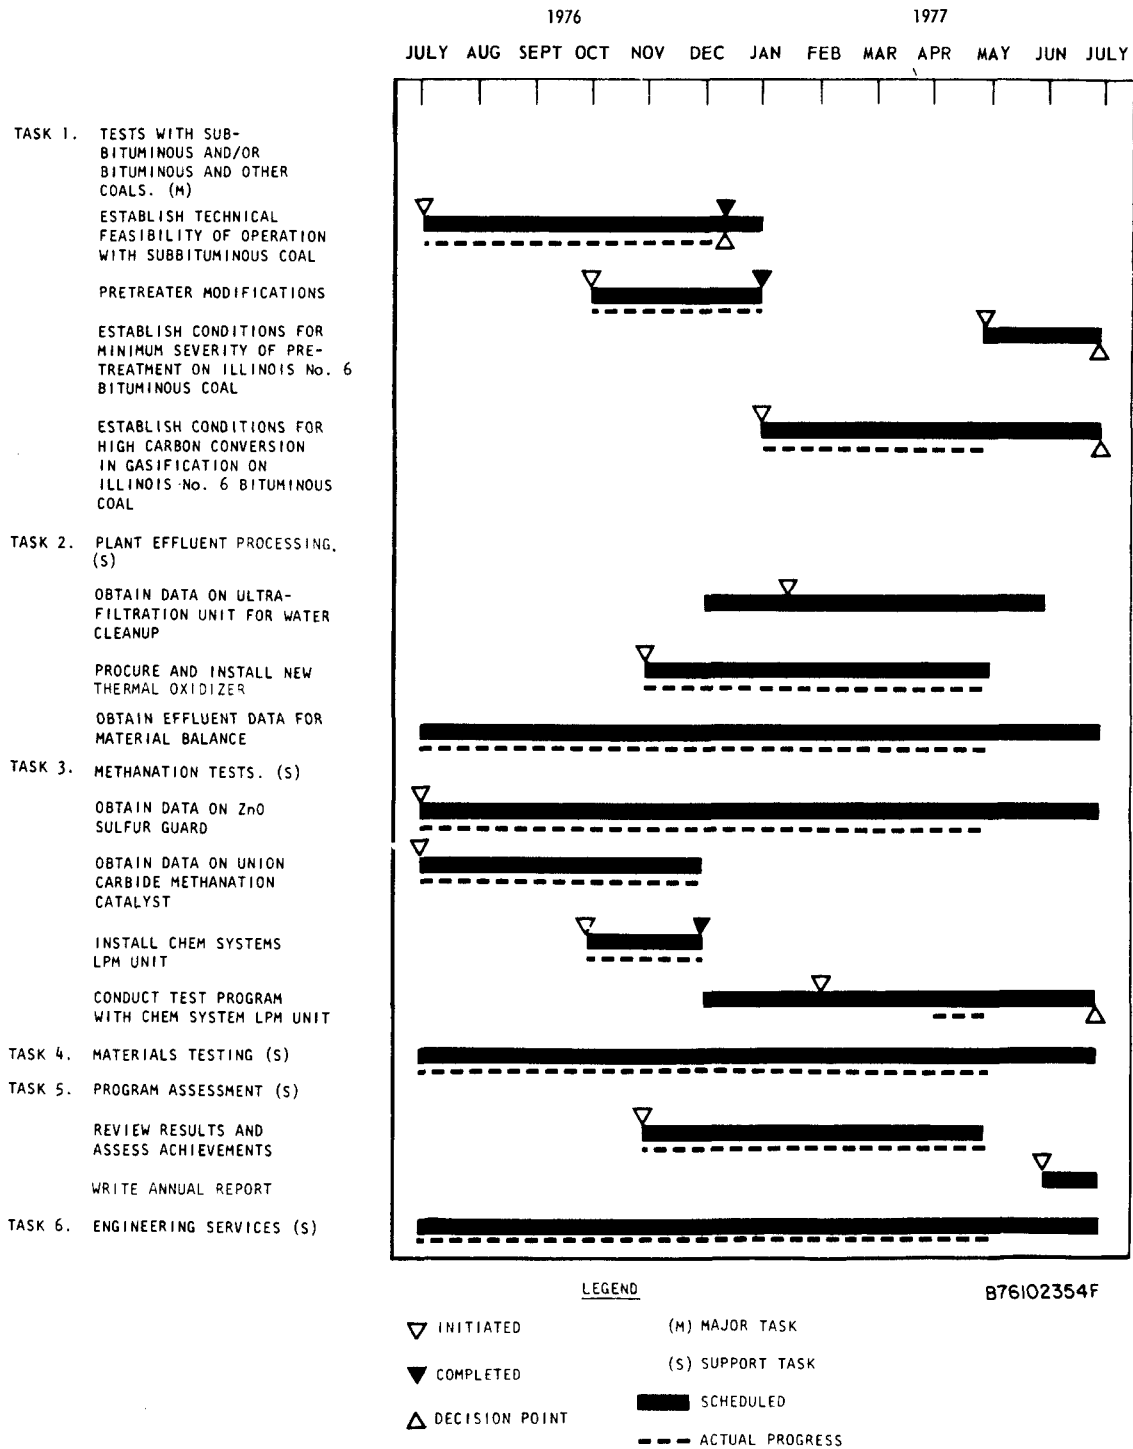 1976 1977
JULY AUG SEPT OCT NOV DEC JAN FEB MAR APR MAY JUN JULY
TASK 1. TESTS WITH SUB-
BITUMINOUS AND/OR
BITUMINOUS AND OTHER
COALS. (M)
ESTABLISH TECHNICAL
FEASIBILITY OF OPERATION
WITH SUBBITUMINOUS COAL
PRETREATER MODIFICATIONS
ESTABLISH CONDITIONS FOR
MINIMUM SEVERITY OF PRE-
TREATMENT ON ILLINOIS No. 6
BITUMINOUS COAL
ESTABLISH CONDITIONS FOR
HIGH CARBON CONVERSION
IN GASIFICATION ON
ILLINOIS No. 6 BITUMINOUS
COAL
TASK 2. PLANT EFFLUENT PROCESSING.
(S)
OBTAIN DATA ON ULTRA-
FILTRATION UNIT FOR WATER
CLEANUP
PROCURE AND INSTALL NEW
THERMAL OXIDIZER
OBTAIN EFFLUENT DATA FOR
MATERIAL BALANCE
TASK 3. METHANATION TESTS. (S)
OBTAIN DATA ON ZnO
SULFUR GUARD
OBTAIN DATA ON UNION
CARBIDE METHANATION
CATALYST
INSTALL CHEM SYSTEMS
LPM UNIT
CONDUCT TEST PROGRAM
WITH CHEM SYSTEM LPM UNIT
TASK 4. MATERIALS TESTING (S)
TASK 5. PROGRAM ASSESSMENT (S)
REVIEW RESULTS AND
ASSESS ACHIEVEMENTS
WRITE ANNUAL REPORT
TASK 6. ENGINEERING SERVICES (S)
LEGEND
B76102354F
INITIATED
COMPLETED
DECISION POINT
(M) MAJOR TASK
(S) SUPPORT TASK
SCHEDULED
ACTUAL PROGRESS